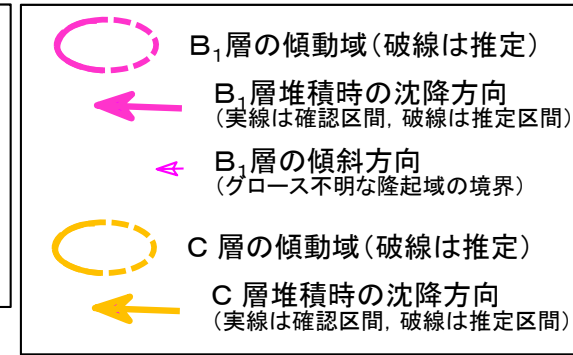 B₁層の傾動域（破線は推定）
B₁層堆積時の沈降方向
（実線は確認区間，破線は推定区間）
B₁層の傾斜方向
（グロース不明な隆起域の境界）
C 層の傾動域（破線は推定）
C 層堆積時の沈降方向
（実線は確認区間，破線は推定区間）